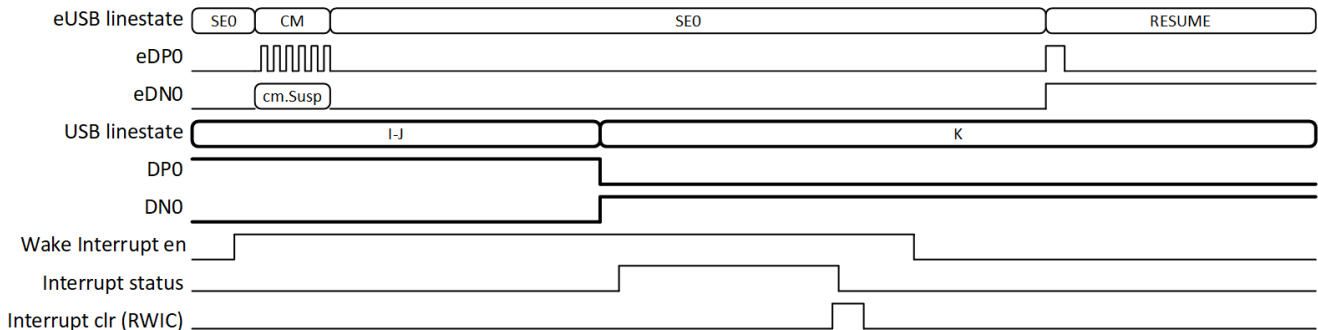 eUSB linestate SE0 CM SE0 RESUME
eDP0
eDN0 cm.Susp
USB linestate I-J K
DP0
DN0
Wake Interrupt en
Interrupt status
Interrupt clr (RWIC)